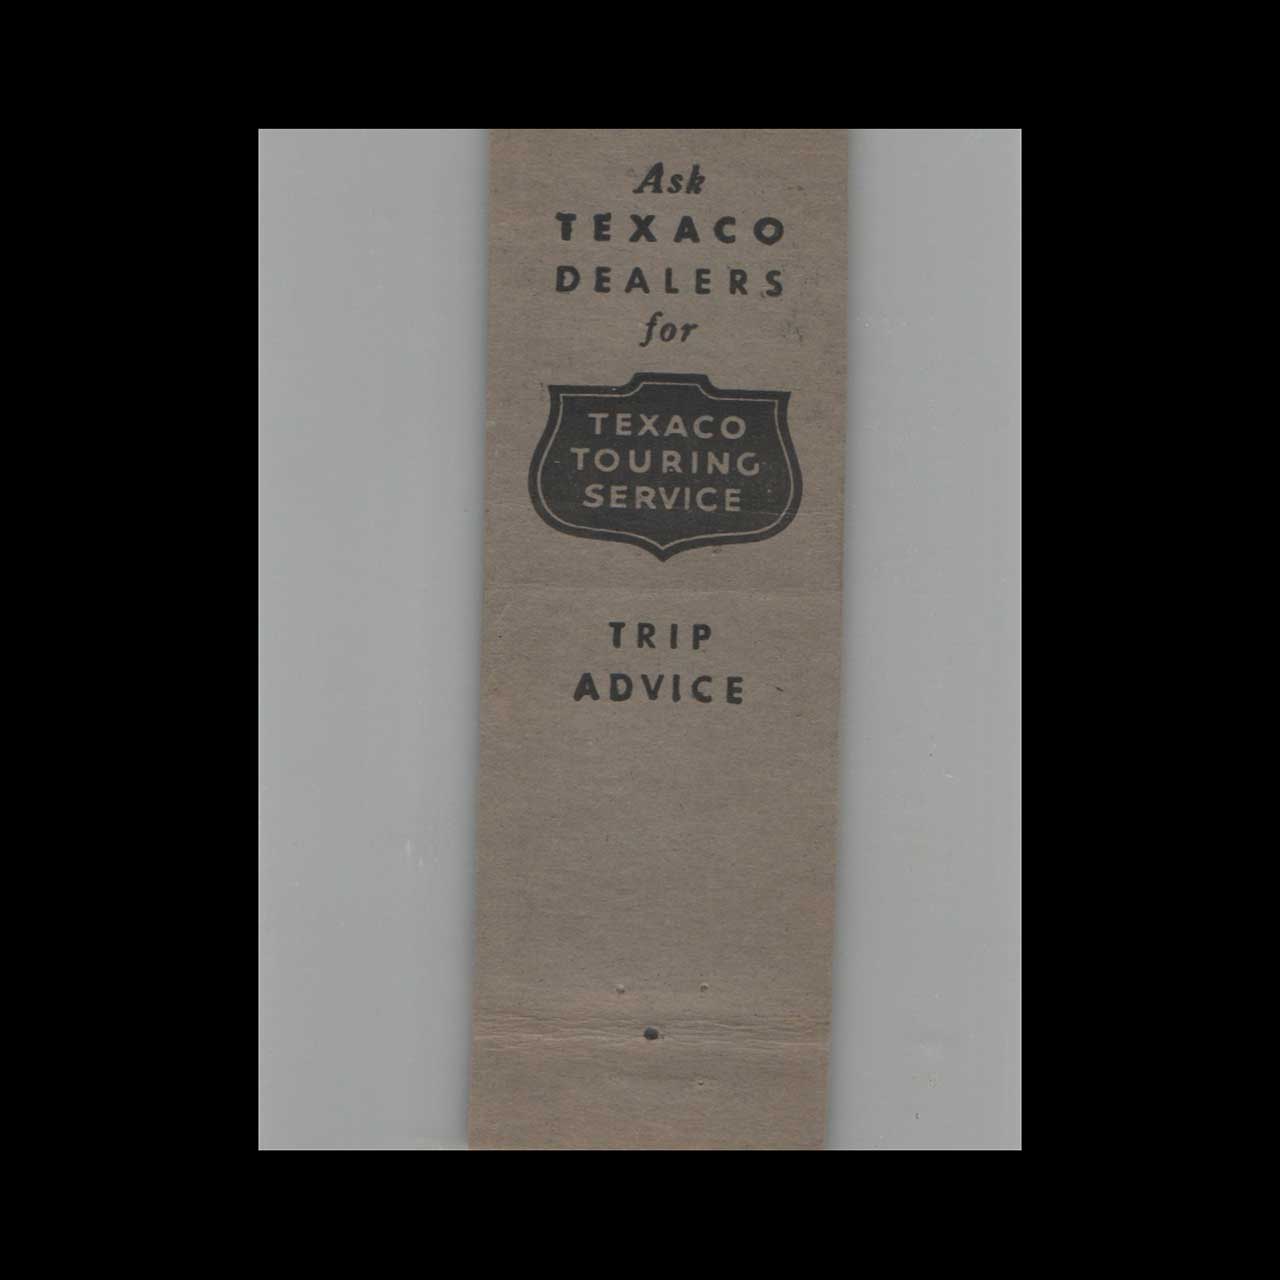 Ask
TEXACO
DEALERS
for
TEXACO
TOURING
SERVICE
TRIP
ADVICE